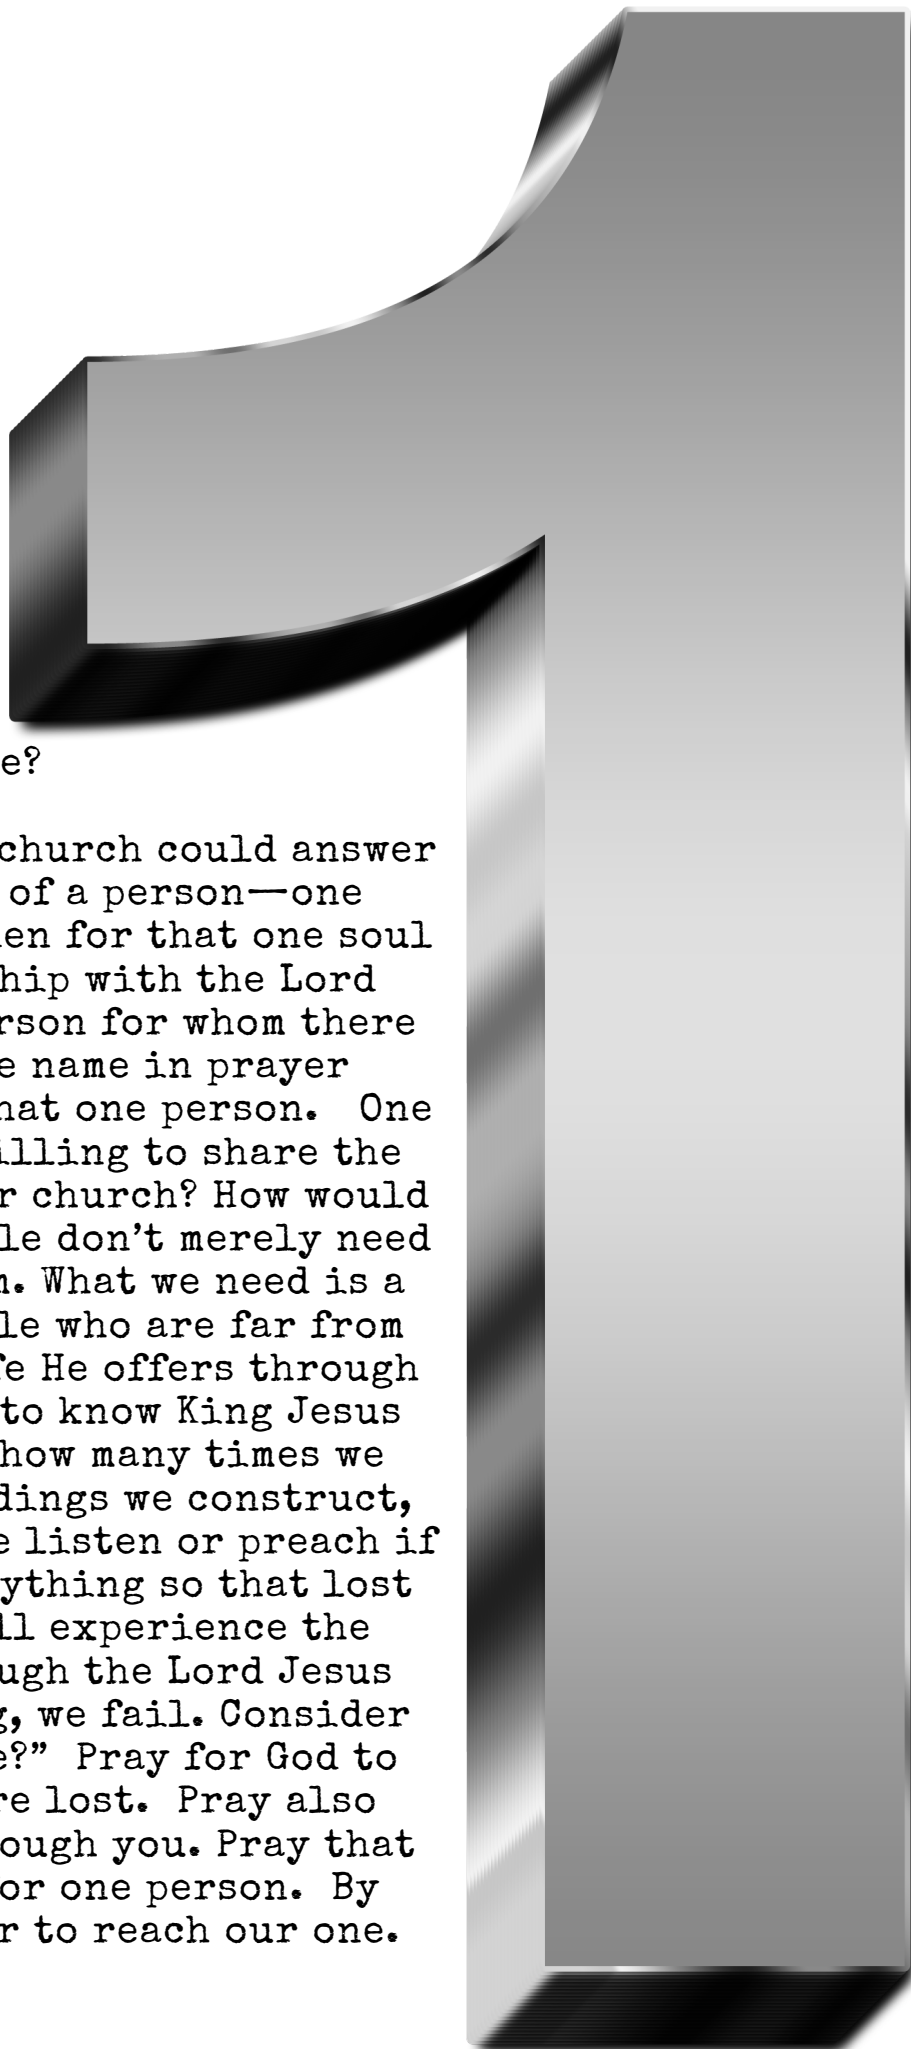 1
e?
church could answer
of a person—one
en for that one soul
hip with the Lord
rson for whom there
e name in prayer
hat one person. One
illing to share the
r church? How would
le don't merely need
. What we need is a
le who are far from
fe He offers through
to know King Jesus
how many times we
dings we construct,
e listen or preach if
ything so that lost
ll experience the
ugh the Lord Jesus
g, we fail. Consider
e?” Pray for God to
re lost. Pray also
ough you. Pray that
or one person. By
r to reach our one.